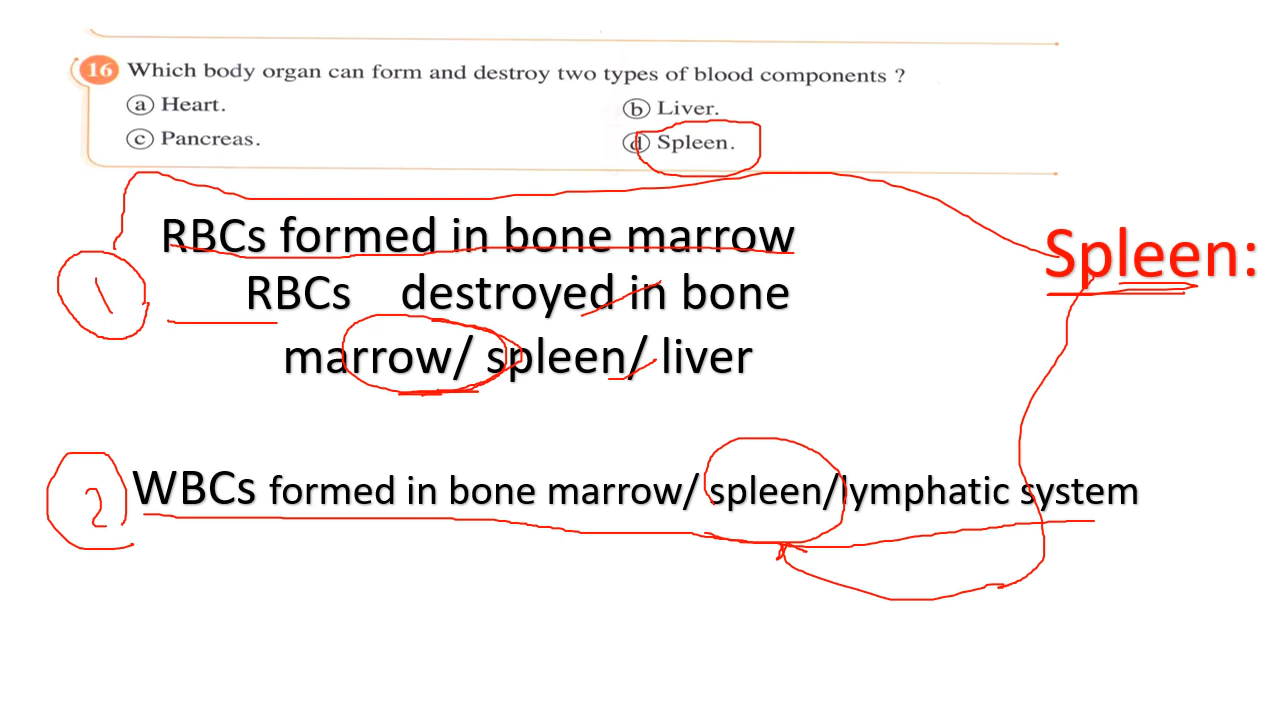 16 Which body organ can form and destroy two types of blood components ?
a Heart.
b Liver.
c Pancreas.
d Spleen.
RBCs formed in bone marrow
Spleen:
1
RBCs destroyed in bone
marrow/ spleen/ liver
2
WBCs formed in bone marrow/ spleen/lymphatic system